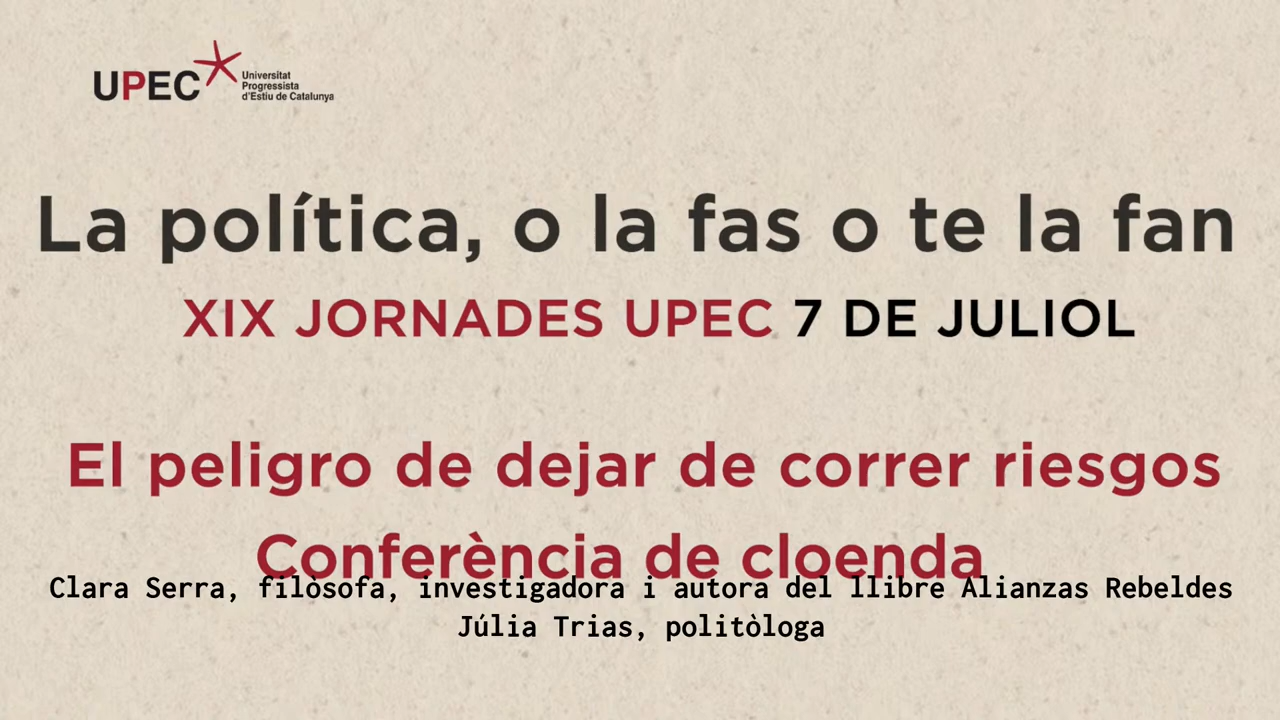 UPEC
Universitat
Progressista
d'Estiu de Catalunya
La política, o la fas o te la fan
XIX JORNADES UPEC 7 DE JULIOL
El peligro de dejar de correr riesgos
Conferència de cloenda
Clara Serra, filòsofa, investigadora i autora del llibre Alianzas Rebeldes
Júlia Trias, politòloga